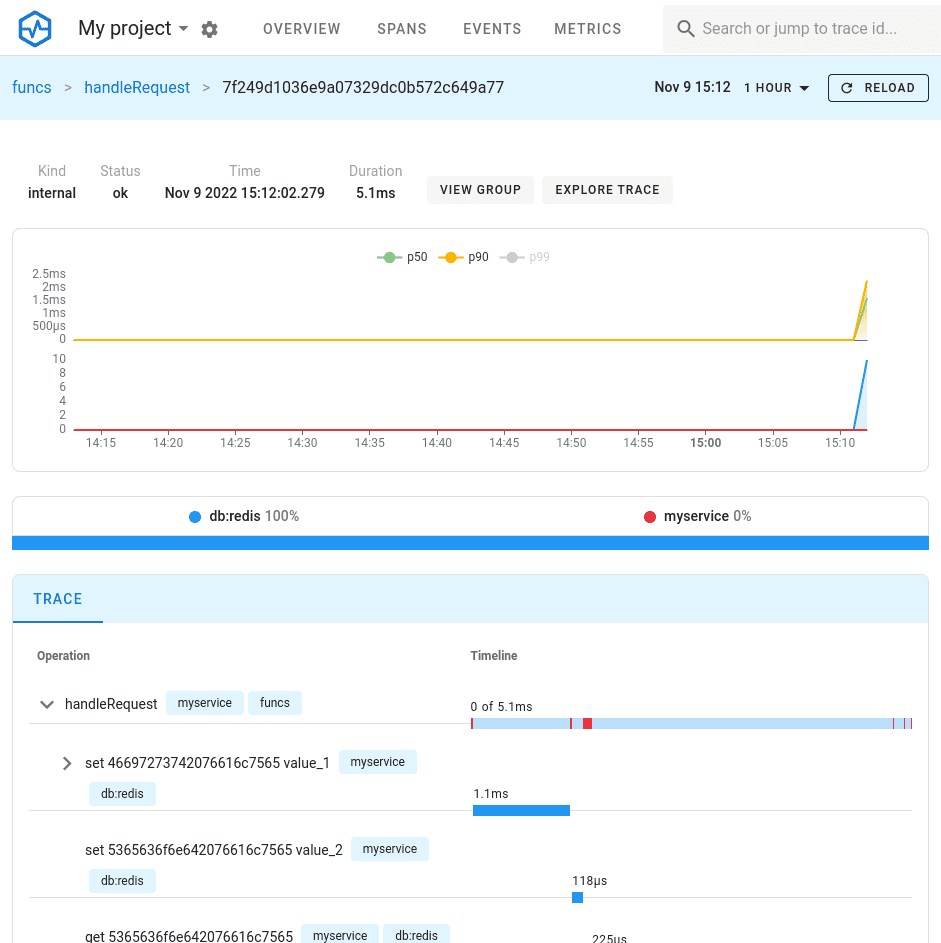 My project OVERVIEW SPANS EVENTS METRICS Search or jump to trace id...
funcs > handleRequest > 7f249d1036e9a07329dc0b572c649a77 Nov 9 15:12 1 HOUR RELOAD
Kind Status Time Duration
internal ok Nov 9 2022 15:12:02.279 5.1ms VIEW GROUP EXPLORE TRACE
p50 p90 p99
2.5ms
2ms
1.5ms
1ms
500µs
0
10
8
6
4
2
0
14:15 14:20 14:25 14:30 14:35 14:40 14:45 14:50 14:55 15:00 15:05 15:10
db:redis 100% myservice 0%
TRACE
Operation Timeline
handleRequest myservice funcs 0 of 5.1ms
set 46697273742076616c7565 value_1 myservice
db:redis 1.1ms
set 5365636f6e642076616c7565 value_2 myservice
db:redis 118µs
get 5365636f6e642076616c7565 myservice db:redis 225µs